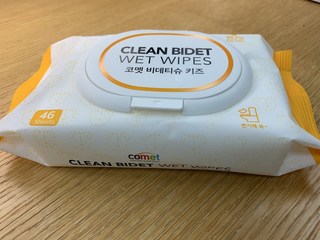 CLEAN BIDET
WET WIPES
코멧 비데티슈 키즈
46
comet
CLEAN BIDET WET WIPES